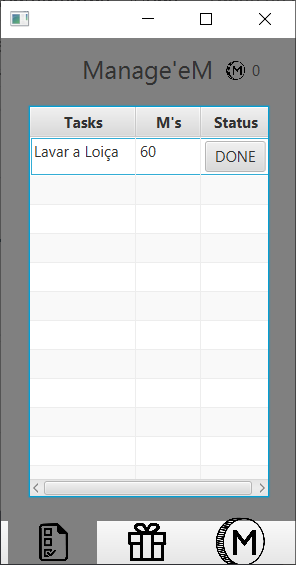 Manage'eM M 0
Tasks M's Status
Lavar a Loiça 60 DONE
M